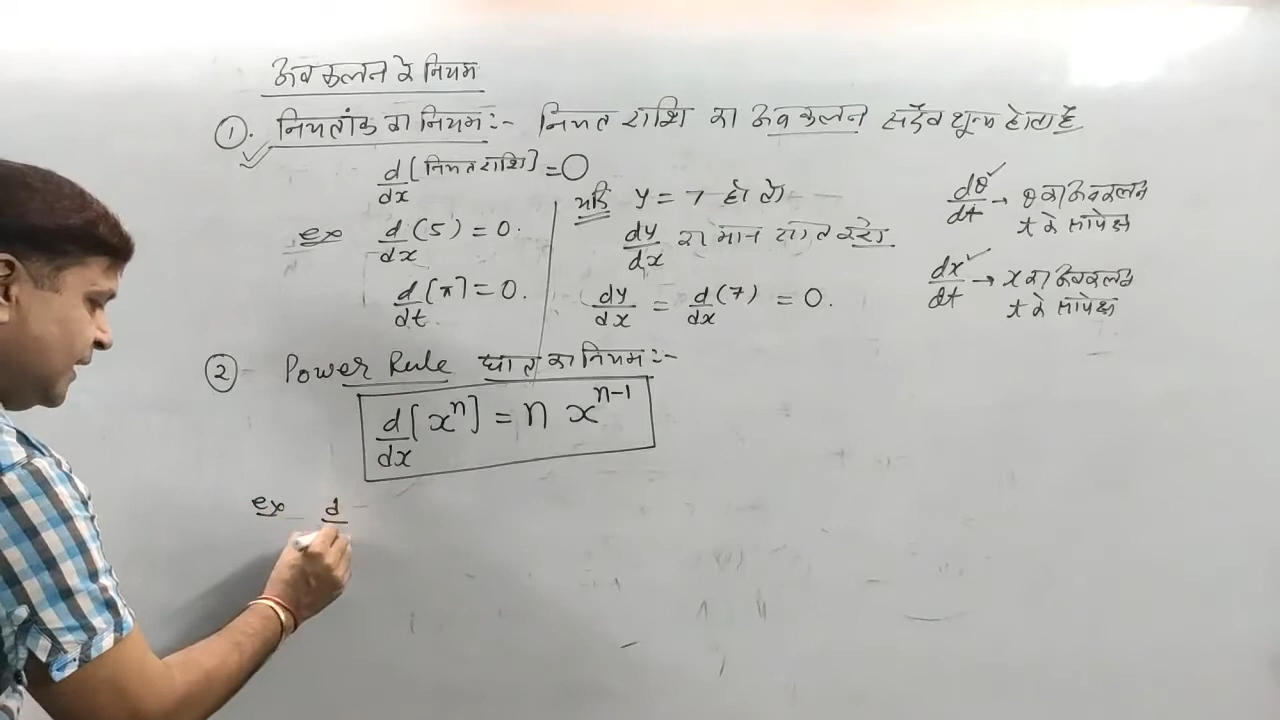 अवकलन के नियम
①. नियतांक का नियम :- नियत राशि का अवकलन सदैव शून्य होता है
d/dx [नियत राशि] = 0
ex d/dx (5) = 0.
d/dt [π] = 0.
यदि y = 7 हो तो
dy/dx का मान ज्ञात करो
dy/dx = d/dx (7) = 0.
dθ/dt → θ का अवकलन
t के सापेक्ष
dx/dt → x का अवकलन
t के सापेक्ष
② Power Rule घात का नियम :-
d/dx [xⁿ] = n xⁿ⁻¹
ex d